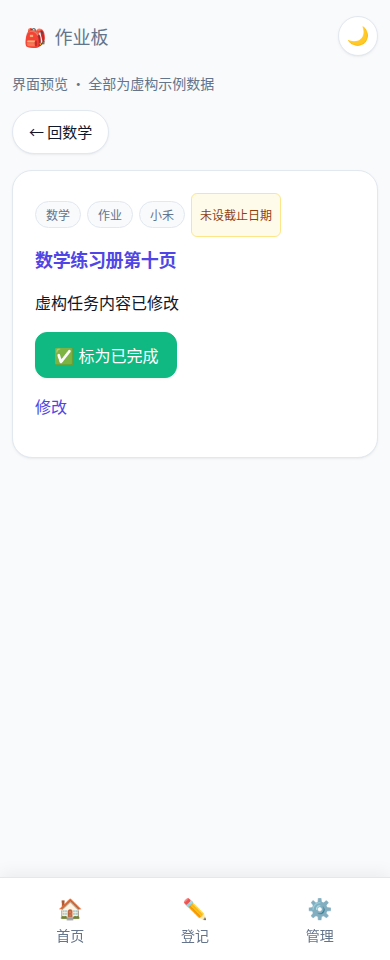 🎒 作业板
🌙
界面预览 · 全部为虚构示例数据
← 回数学
数学 作业 小禾 未设截止日期
数学练习册第十页
虚构任务内容已修改
✅ 标为已完成
修改
🏠 ✏️ ⚙️
首页 登记 管理